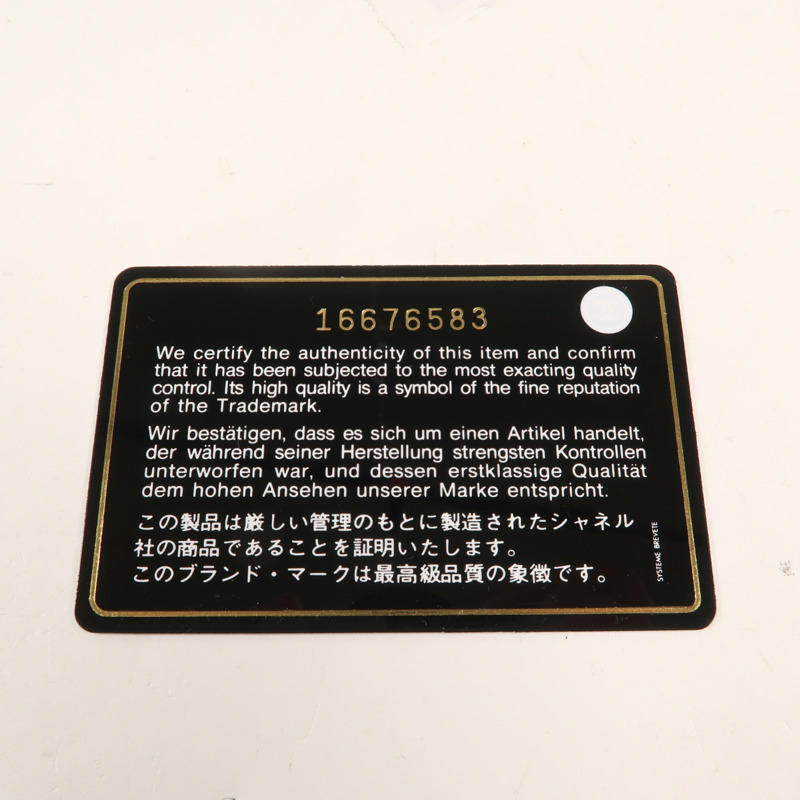 16676583
We certify the authenticity of this item and confirm
that it has been subjected to the most exacting quality
control. Its high quality is a symbol of the fine reputation
of the Trademark.
Wir bestätigen, dass es sich um einen Artikel handelt,
der während seiner Herstellung strengsten Kontrollen
unterworfen war, und dessen erstklassige Qualität
dem hohen Ansehen unserer Marke entspricht.
この製品は厳しい管理のもとに製造されたシャネル
社の商品であることを証明いたします。
このブランド・マークは最高級品質の象徴です。
SYSTEME BREVETE